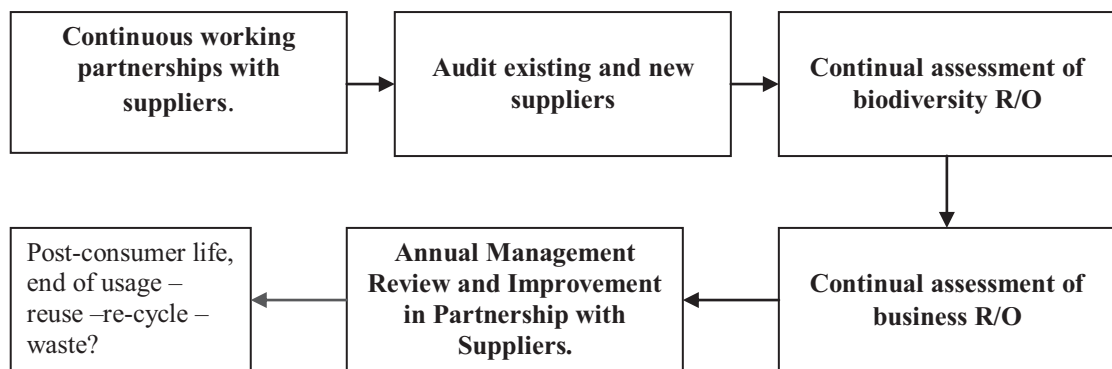 Continuous working
partnerships with
suppliers.
Audit existing and new
suppliers
Continual assessment of
biodiversity R/O
Continual assessment of
business R/O
Annual Management
Review and Improvement
in Partnership with
Suppliers.
Post-consumer life,
end of usage –
reuse –re-cycle –
waste?